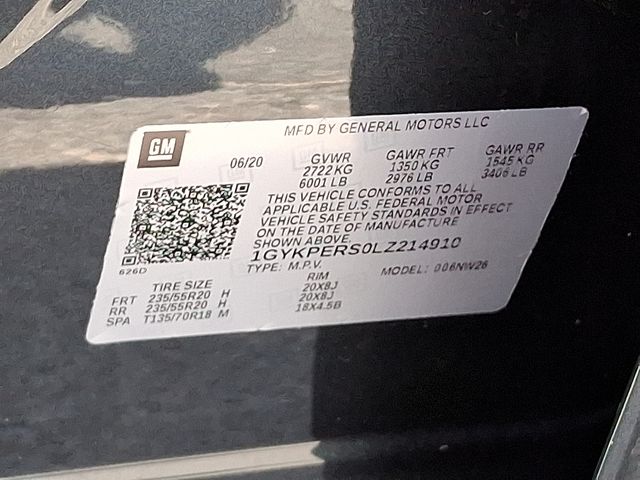 MFD BY GENERAL MOTORS LLC
GM
06/20
GVWR GAWR FRT GAWR RR
2722 KG 1350 KG 1545 KG
6001 LB 2976 LB 3406 LB
THIS VEHICLE CONFORMS TO ALL
APPLICABLE U.S. FEDERAL MOTOR
VEHICLE SAFETY STANDARDS IN EFFECT
ON THE DATE OF MANUFACTURE
SHOWN ABOVE.
1GYKPERS0LZ214910
626D
TYPE: M.P.V. MODEL: 006NW26
TIRE SIZE RIM
FRT 235/55R20 H 20X8J
RR 235/55R20 H 20X8J
SPA T135/70R18 M 18X4.5B